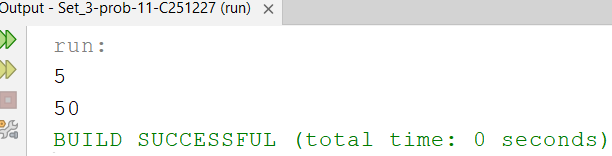 Output - Set_3-prob-11-C251227 (run) ×
run:
5
50
BUILD SUCCESSFUL (total time: 0 seconds)